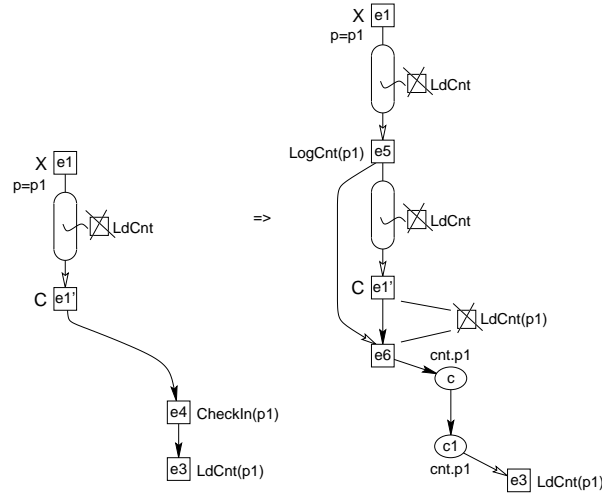 X e1
p=p1
LdCnt
C e1'
e4 CheckIn(p1)
e3 LdCnt(p1)
=>
X e1
p=p1
LdCnt
LogCnt(p1) e5
LdCnt
C e1'
LdCnt(p1)
e6
cnt.p1
c
c1
cnt.p1
e3 LdCnt(p1)